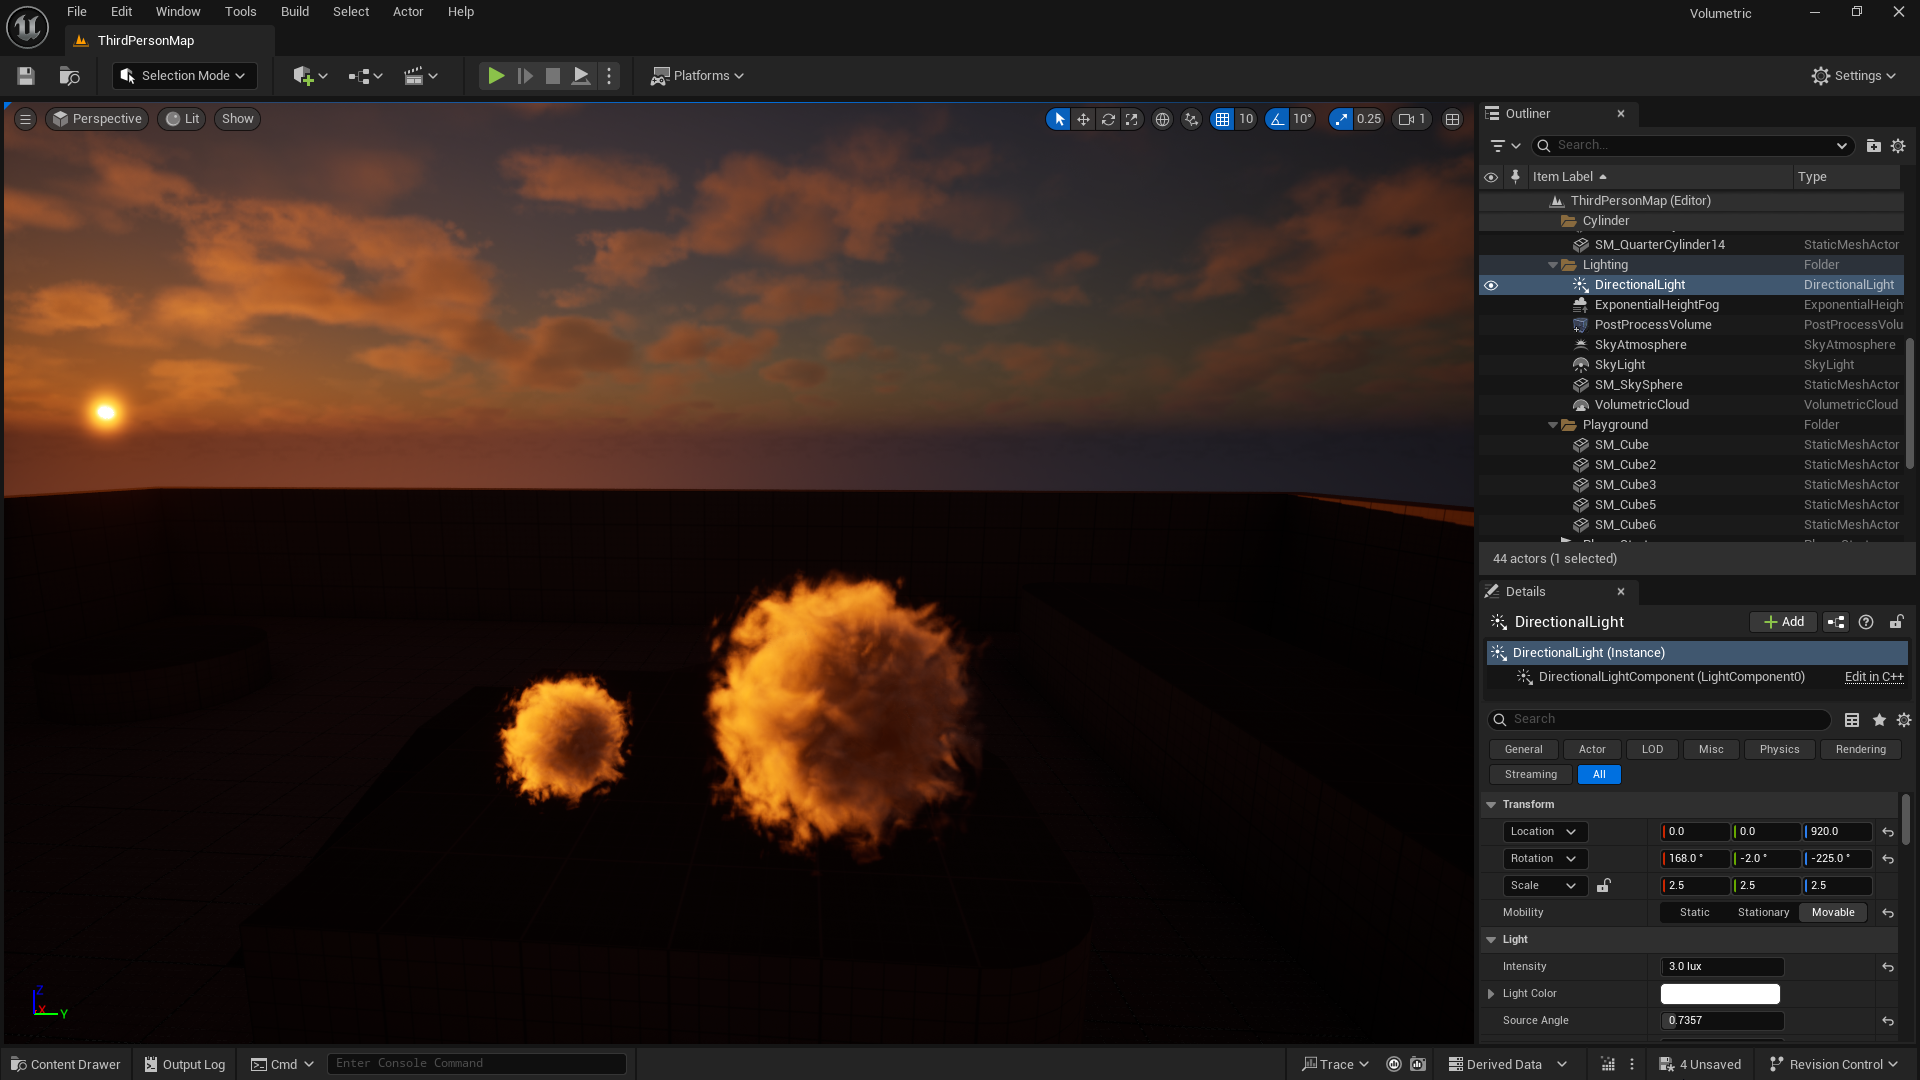 File Edit Window Tools Build Select Actor Help
Volumetric
ThirdPersonMap
Selection Mode
Platforms
Settings
Perspective Lit Show
10 10° 0.25 1
Outliner
Search...
Item Label Type
ThirdPersonMap (Editor)
Cylinder
SM_QuarterCylinder14 StaticMeshActor
Lighting Folder
DirectionalLight DirectionalLight
ExponentialHeightFog ExponentialHeigh
PostProcessVolume PostProcessVolu
SkyAtmosphere SkyAtmosphere
SkyLight SkyLight
SM_SkySphere StaticMeshActor
VolumetricCloud VolumetricCloud
Playground Folder
SM_Cube StaticMeshActor
SM_Cube2 StaticMeshActor
SM_Cube3 StaticMeshActor
SM_Cube5 StaticMeshActor
SM_Cube6 StaticMeshActor
44 actors (1 selected)
Details
DirectionalLight
Add
DirectionalLight (Instance)
DirectionalLightComponent (LightComponent0) Edit in C++
Search
General Actor LOD Misc Physics Rendering
Streaming All
Transform
Location 0.0 0.0 920.0
Rotation 168.0 ° -2.0 ° -225.0 °
Scale 2.5 2.5 2.5
Mobility Static Stationary Movable
Light
Intensity 3.0 lux
Light Color
Source Angle 0.7357
Z
X
Y
Content Drawer Output Log Cmd Enter Console Command Trace Derived Data 4 Unsaved Revision Control